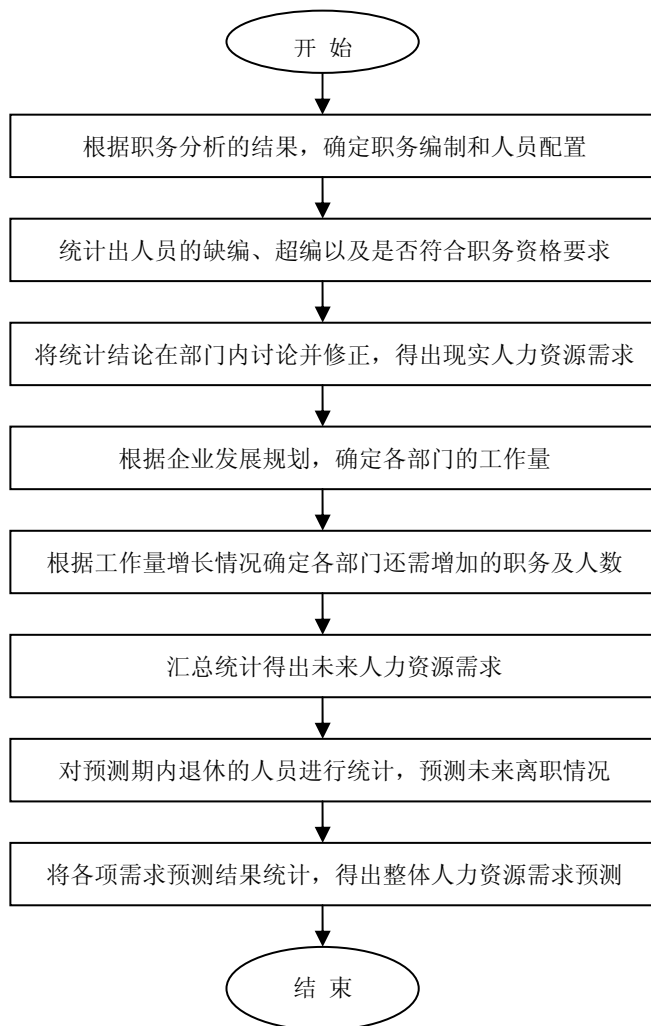 开 始
根据职务分析的结果，确定职务编制和人员配置
统计出人员的缺编、超编以及是否符合职务资格要求
将统计结论在部门内讨论并修正，得出现实人力资源需求
根据企业发展规划，确定各部门的工作量
根据工作量增长情况确定各部门还需增加的职务及人数
汇总统计得出未来人力资源需求
对预测期内退休的人员进行统计，预测未来离职情况
将各项需求预测结果统计，得出整体人力资源需求预测
结 束